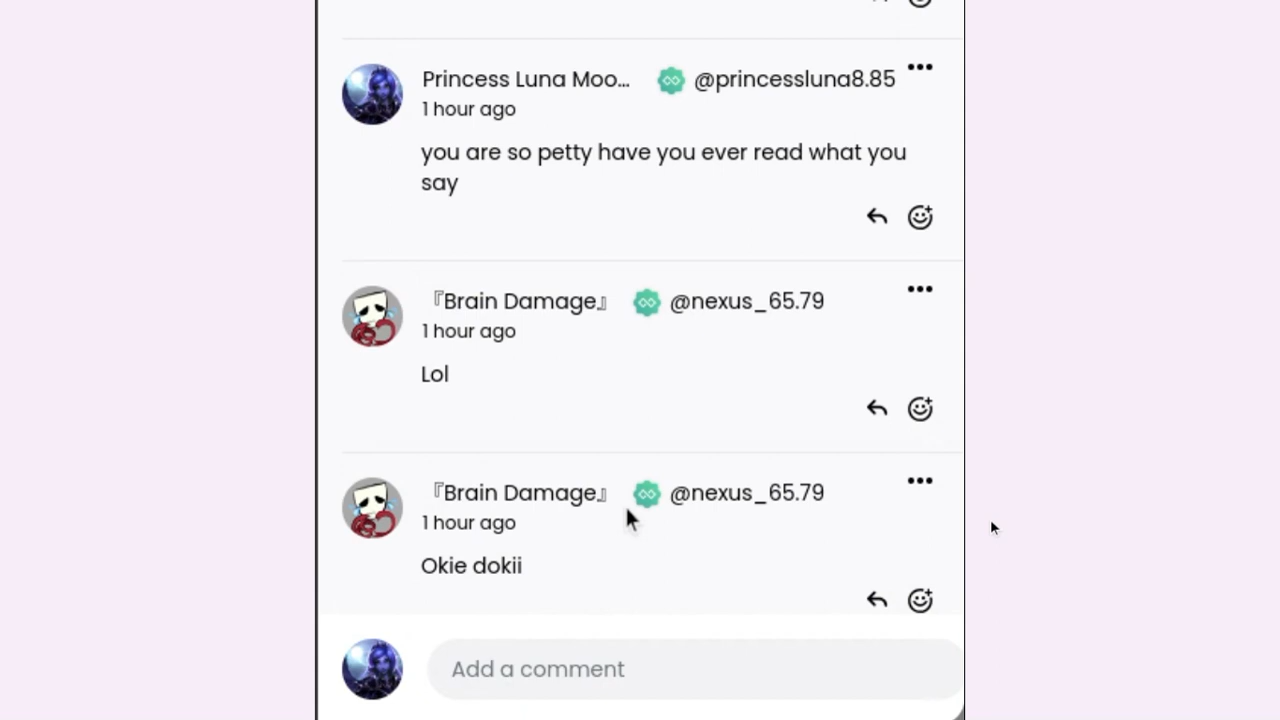 Princess Luna Moo... @princessluna8.85
1 hour ago
you are so petty have you ever read what you
say
『Brain Damage』 @nexus_65.79
1 hour ago
Lol
『Brain Damage』 @nexus_65.79
1 hour ago
Okie dokii
Add a comment